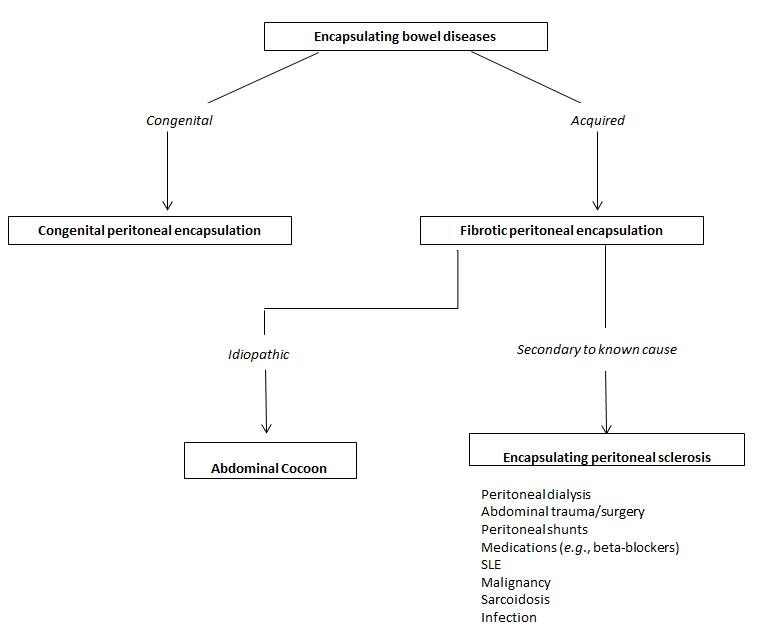 Encapsulating bowel diseases
Congenital
Acquired
Congenital peritoneal encapsulation
Fibrotic peritoneal encapsulation
Idiopathic
Secondary to known cause
Abdominal Cocoon
Encapsulating peritoneal sclerosis
Peritoneal dialysis
Abdominal trauma/surgery
Peritoneal shunts
Medications (e.g., beta-blockers)
SLE
Malignancy
Sarcoidosis
Infection